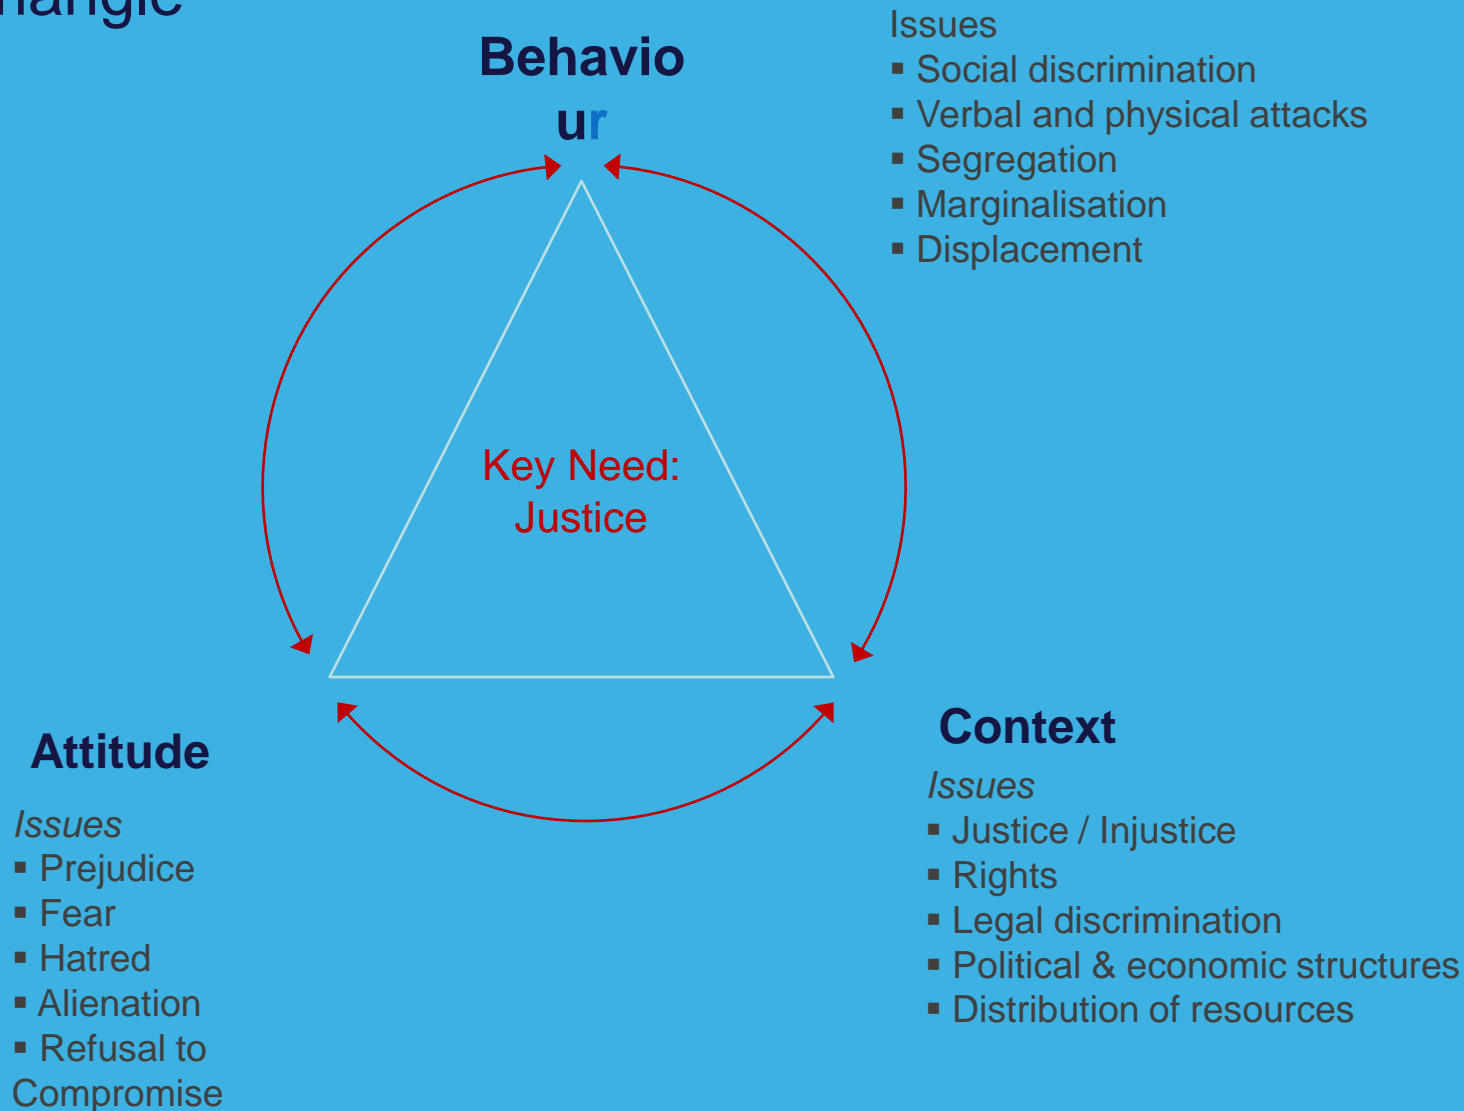 Behavio
ur
Issues
▪ Social discrimination
▪ Verbal and physical attacks
▪ Segregation
▪ Marginalisation
▪ Displacement
Key Need:
Justice
Attitude
Issues
▪ Prejudice
▪ Fear
▪ Hatred
▪ Alienation
▪ Refusal to
Compromise
Context
Issues
▪ Justice / Injustice
▪ Rights
▪ Legal discrimination
▪ Political & economic structures
▪ Distribution of resources